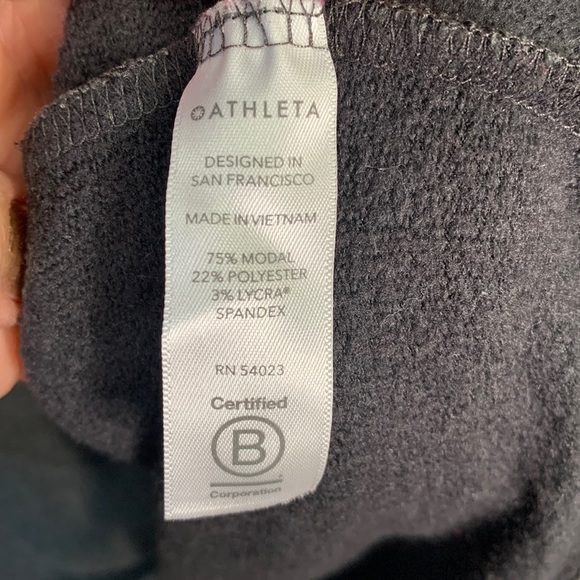 ATHLETA
DESIGNED IN
SAN FRANCISCO
MADE IN VIETNAM
75% MODAL
22% POLYESTER
3% LYCRA®
SPANDEX
RN 54023
Certified
B
Corporation